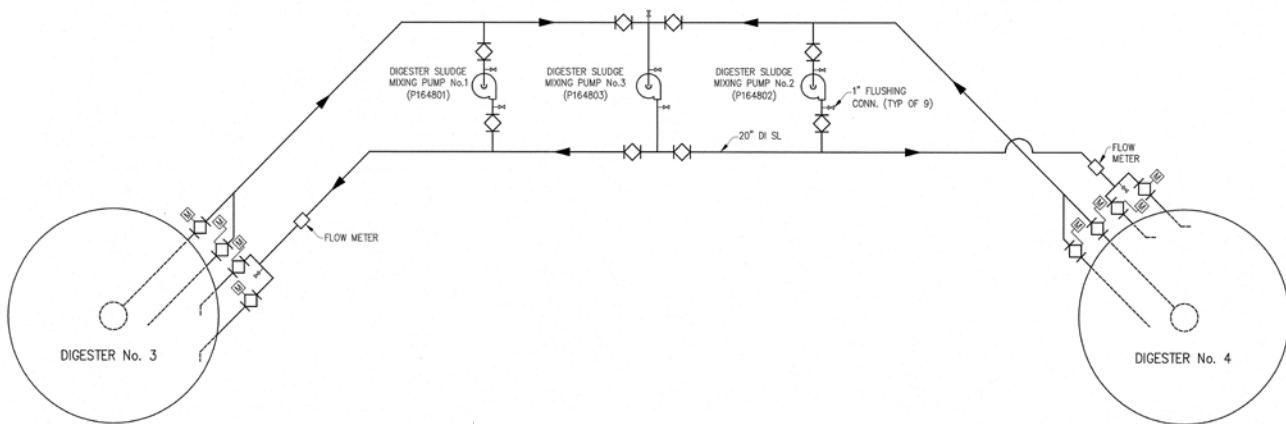 DIGESTER SLUDGE
MIXING PUMP No.1
(P164801)
DIGESTER SLUDGE
MIXING PUMP No.3
(P164803)
DIGESTER SLUDGE
MIXING PUMP No.2
(P164802)
1" FLUSHING
CONN. (TYP OF 9)
20" DI SL
FLOW
METER
FLOW METER
M
M
M
M
M
M
M
M
DIGESTER No. 3
DIGESTER No. 4